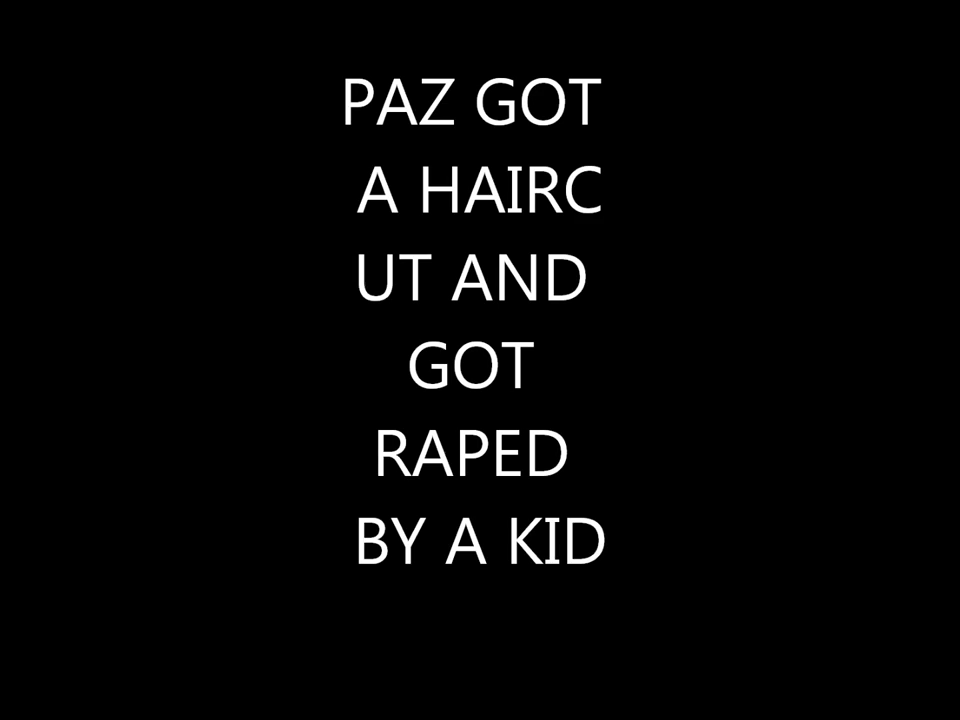 PAZ GOT
A HAIRC
UT AND
GOT
RAPED
BY A KID